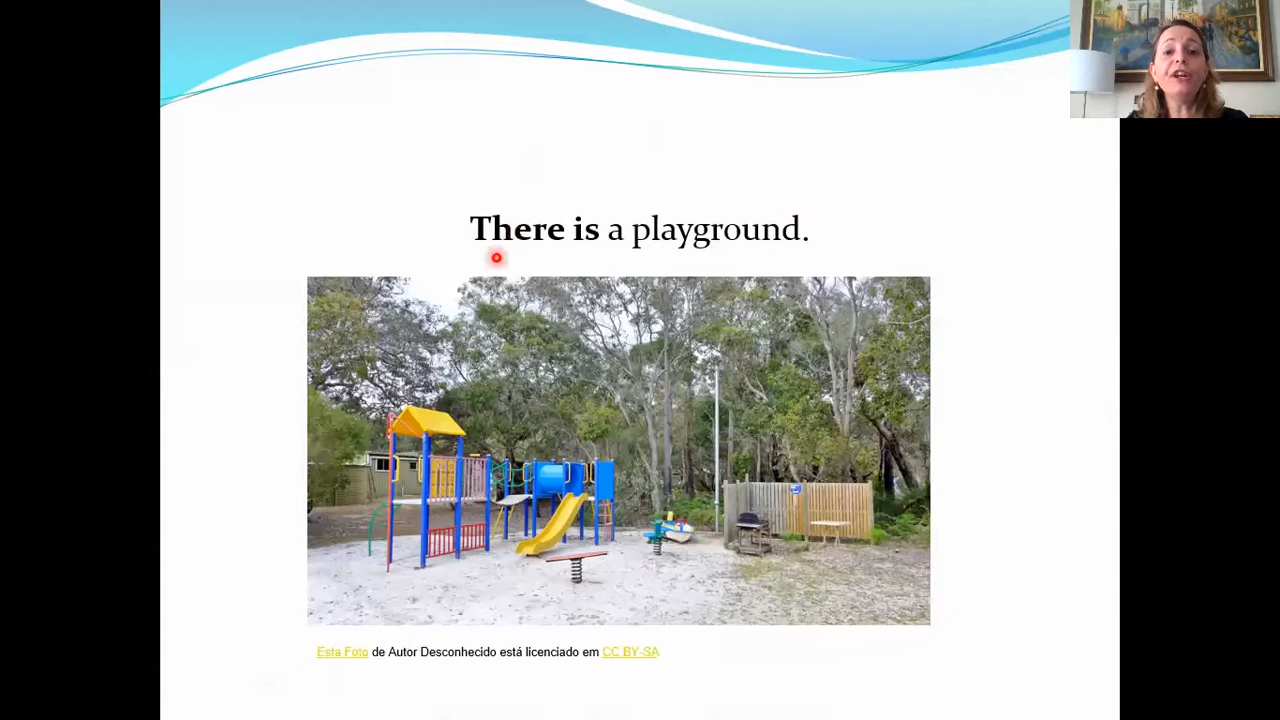 There is a playground.
Esta Foto de Autor Desconhecido está licenciado em CC BY-SA